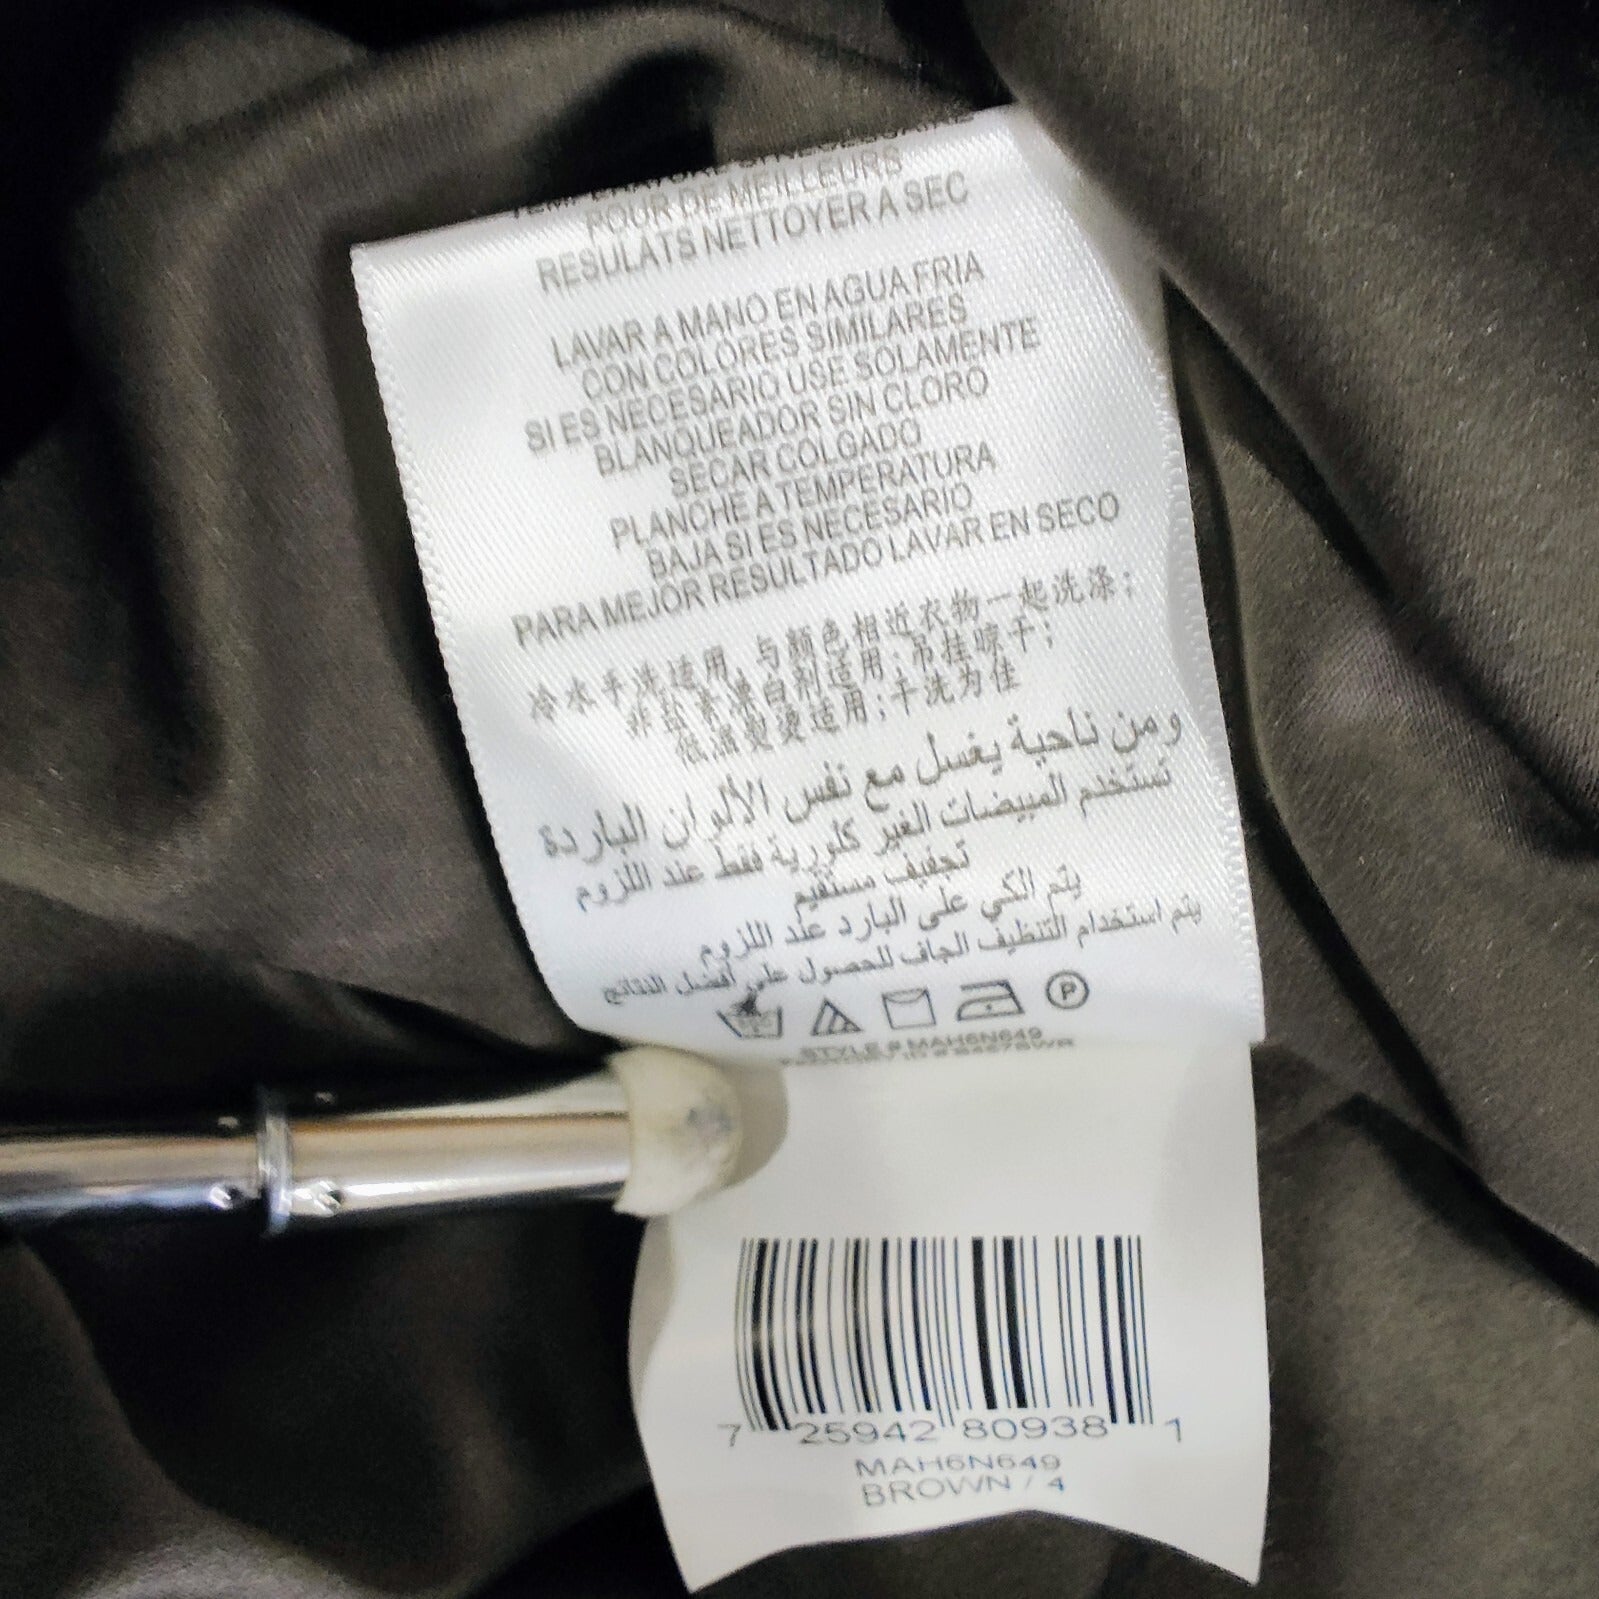 TEMPERATURE SI NECESSAIRE
POUR DE MEILLEURS
RESULATS NETTOYER A SEC
LAVAR A MANO EN AGUA FRIA
CON COLORES SIMILARES
SI ES NECESARIO USE SOLAMENTE
BLANQUEADOR SIN CLORO
SECAR COLGADO
PLANCHE A TEMPERATURA
BAJA SI ES NECESARIO
PARA MEJOR RESULTADO LAVAR EN SECO
冷水手洗适用,与颜色相近衣物一起洗涤;
非盐素漂白剂适用;吊挂晾干;
低温熨烫适用;干洗为佳
ومن ناحية يغسل مع نفس الألوان الباردة
تستخدم المبيضات الغير كلورية فقط عند اللزوم
تجفيف مستقيم
يتم الكي على البارد عند اللزوم
يتم استخدام التنظيف الجاف للحصول على أفضل النتائج
P
STYLE # MAH6N649
7 25942 80938 1
MAH6N649
BROWN / 4